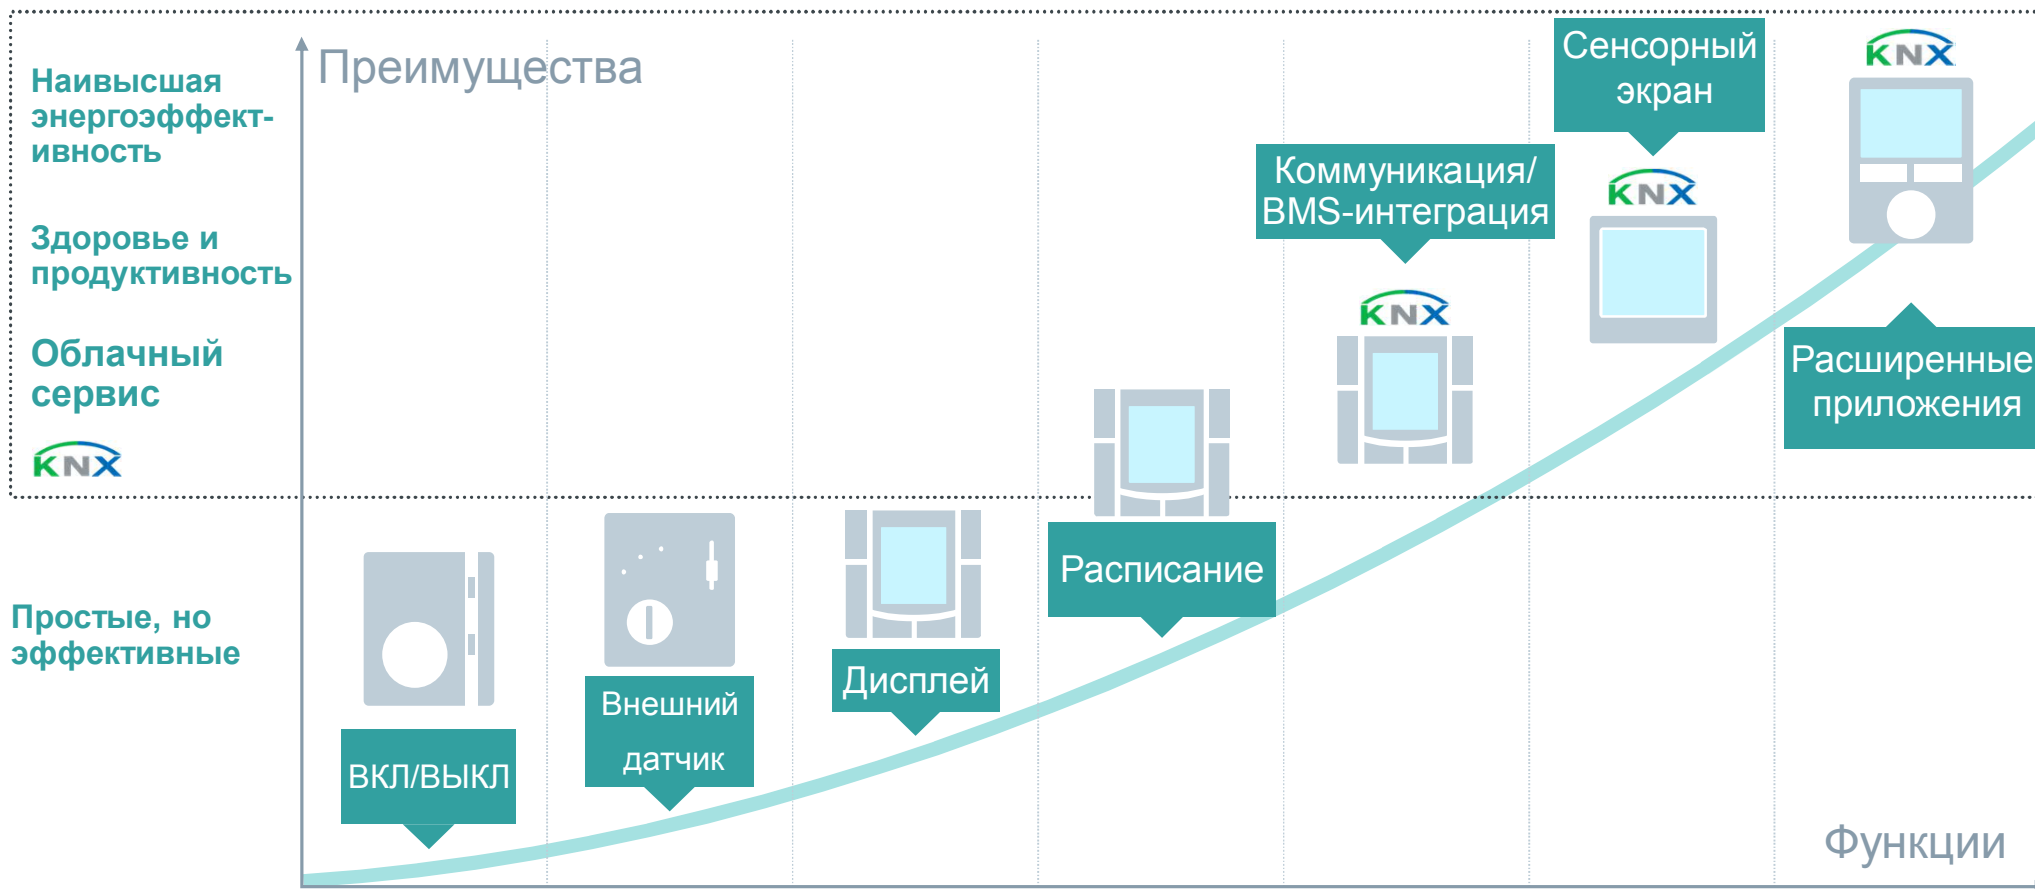 Преимущества
Наивысшая
энергоэффект-
ивность
Здоровье и
продуктивность
Облачный
сервис
KNX
Простые, но
эффективные
ВКЛ/ВЫКЛ
Внешний
датчик
Дисплей
Расписание
Коммуникация/
BMS-интеграция
KNX
Сенсорный
экран
KNX
KNX
Расширенные
приложения
Функции